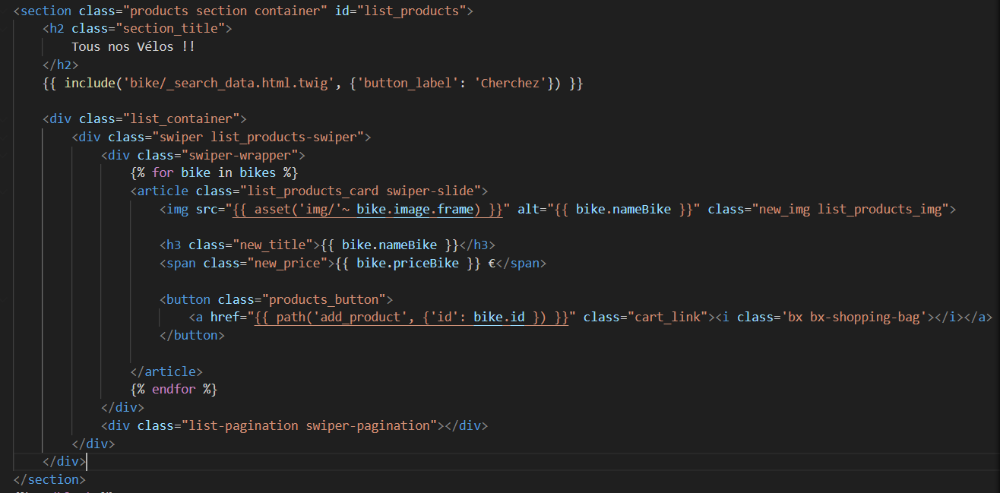 <section class="products section container" id="list_products">
<h2 class="section_title">
Tous nos Vélos !!
</h2>
{{ include('bike/_search_data.html.twig', {'button_label': 'Cherchez'}) }}
<div class="list_container">
<div class="swiper list_products-swiper">
<div class="swiper-wrapper">
{% for bike in bikes %}
<article class="list_products_card swiper-slide">
<img src="{{ asset('img/'~ bike.image.frame) }}" alt="{{ bike.nameBike }}" class="new_img list_products_img">
<h3 class="new_title">{{ bike.nameBike }}</h3>
<span class="new_price">{{ bike.priceBike }} €</span>
<button class="products_button">
<a href="{{ path('add_product', {'id': bike.id }) }}" class="cart_link"><i class='bx bx-shopping-bag'></i></a>
</button>
</article>
{% endfor %}
</div>
<div class="list-pagination swiper-pagination"></div>
</div>
</div>
</section>